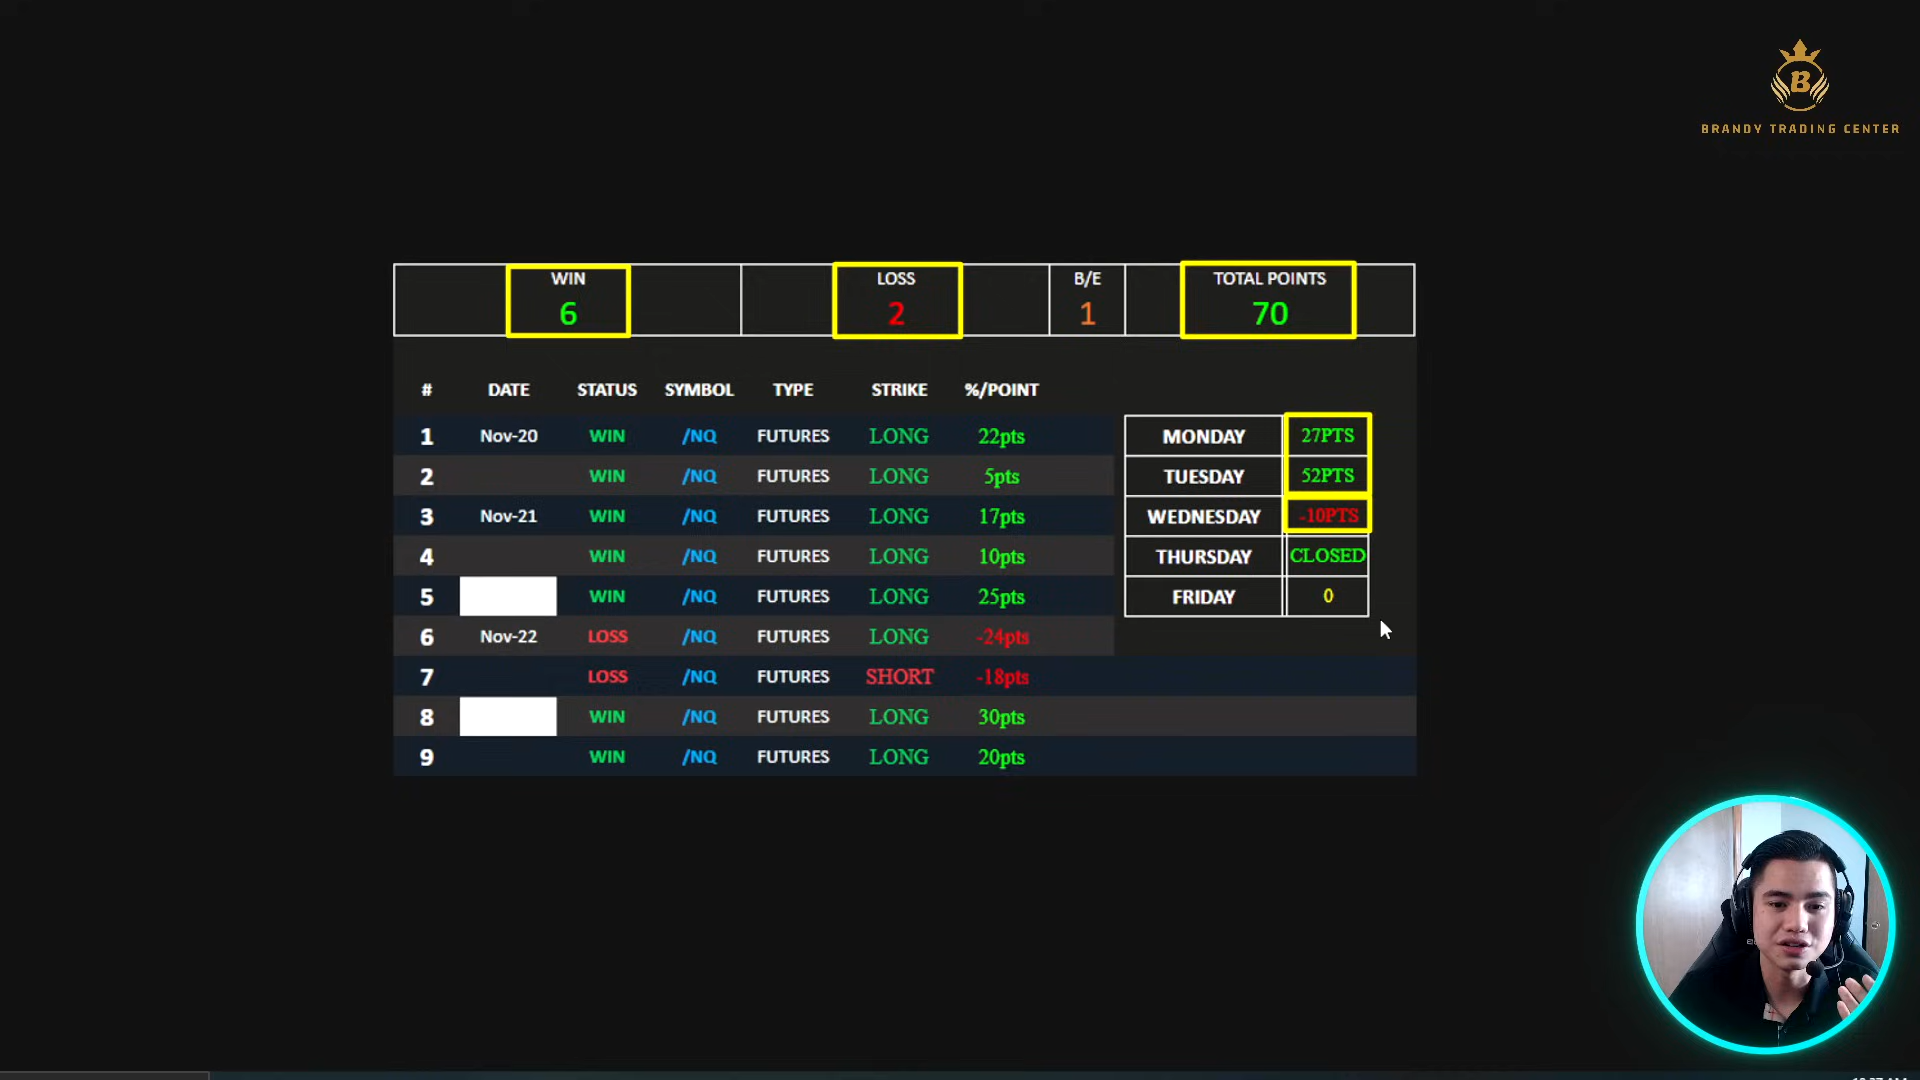 B
BRANDY TRADING CENTER
WIN LOSS B/E TOTAL POINTS
6 2 1 70
# DATE STATUS SYMBOL TYPE STRIKE %/POINT
1 Nov-20 WIN /NQ FUTURES LONG 22pts MONDAY 27PTS
2 WIN /NQ FUTURES LONG 5pts TUESDAY 52PTS
3 Nov-21 WIN /NQ FUTURES LONG 17pts WEDNESDAY -10PTS
4 WIN /NQ FUTURES LONG 10pts THURSDAY CLOSED
5 WIN /NQ FUTURES LONG 25pts FRIDAY 0
6 Nov-22 LOSS /NQ FUTURES LONG -24pts
7 LOSS /NQ FUTURES SHORT -18pts
8 WIN /NQ FUTURES LONG 30pts
9 WIN /NQ FUTURES LONG 20pts